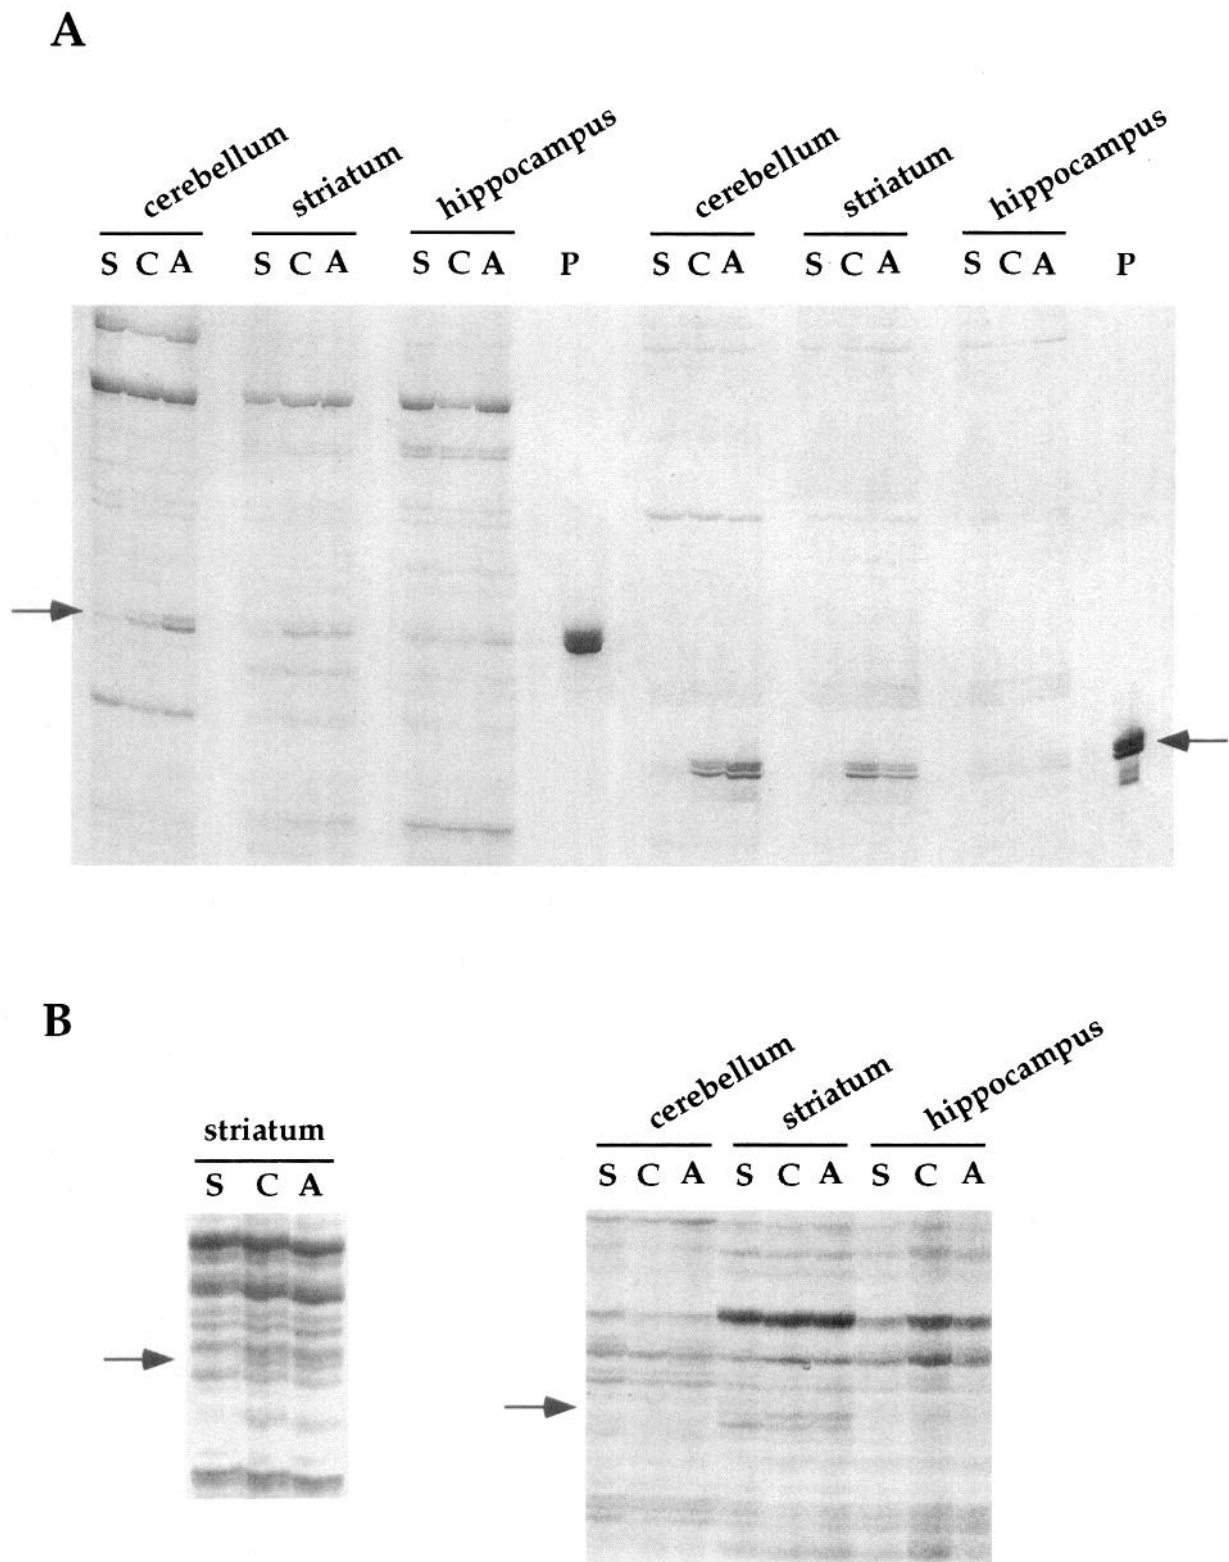 A
cerebellum striatum hippocampus cerebellum striatum hippocampus
S C A S C A S C A P S C A S C A S C A P
B
striatum
S C A
cerebellum striatum hippocampus
S C A S C A S C A